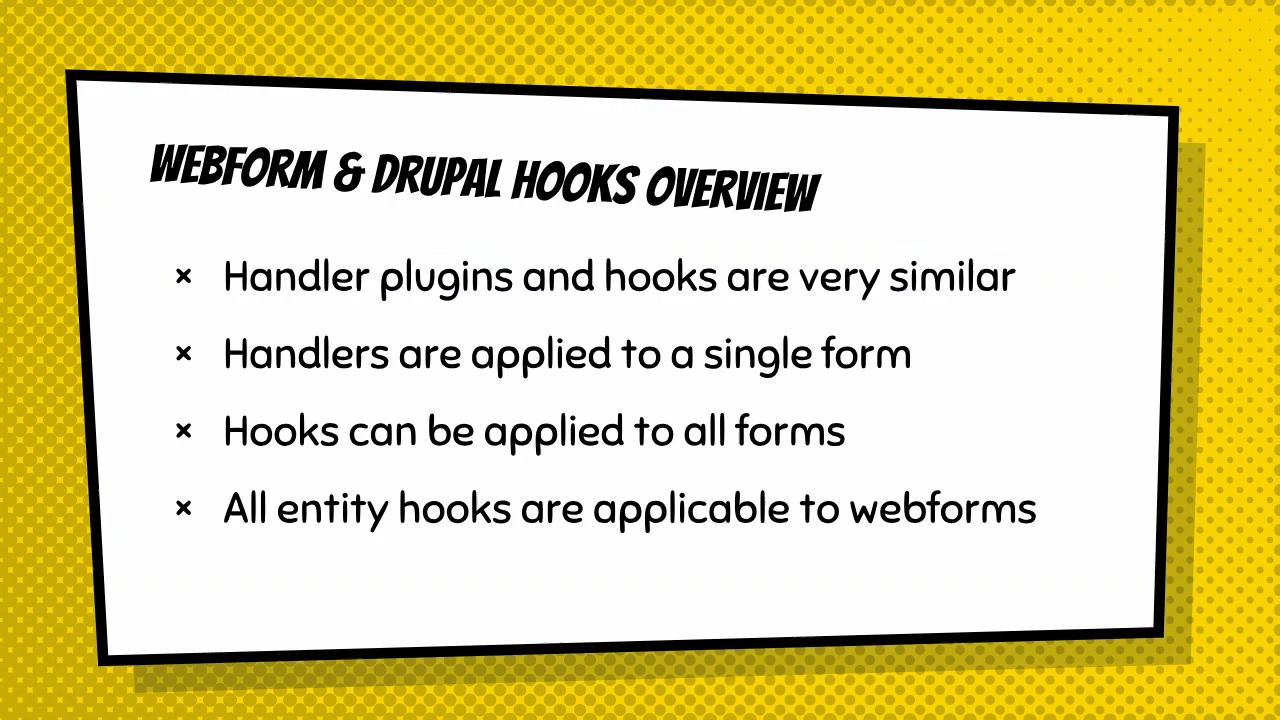 WEBFORM & DRUPAL HOOKS OVERVIEW
× Handler plugins and hooks are very similar
× Handlers are applied to a single form
× Hooks can be applied to all forms
× All entity hooks are applicable to webforms